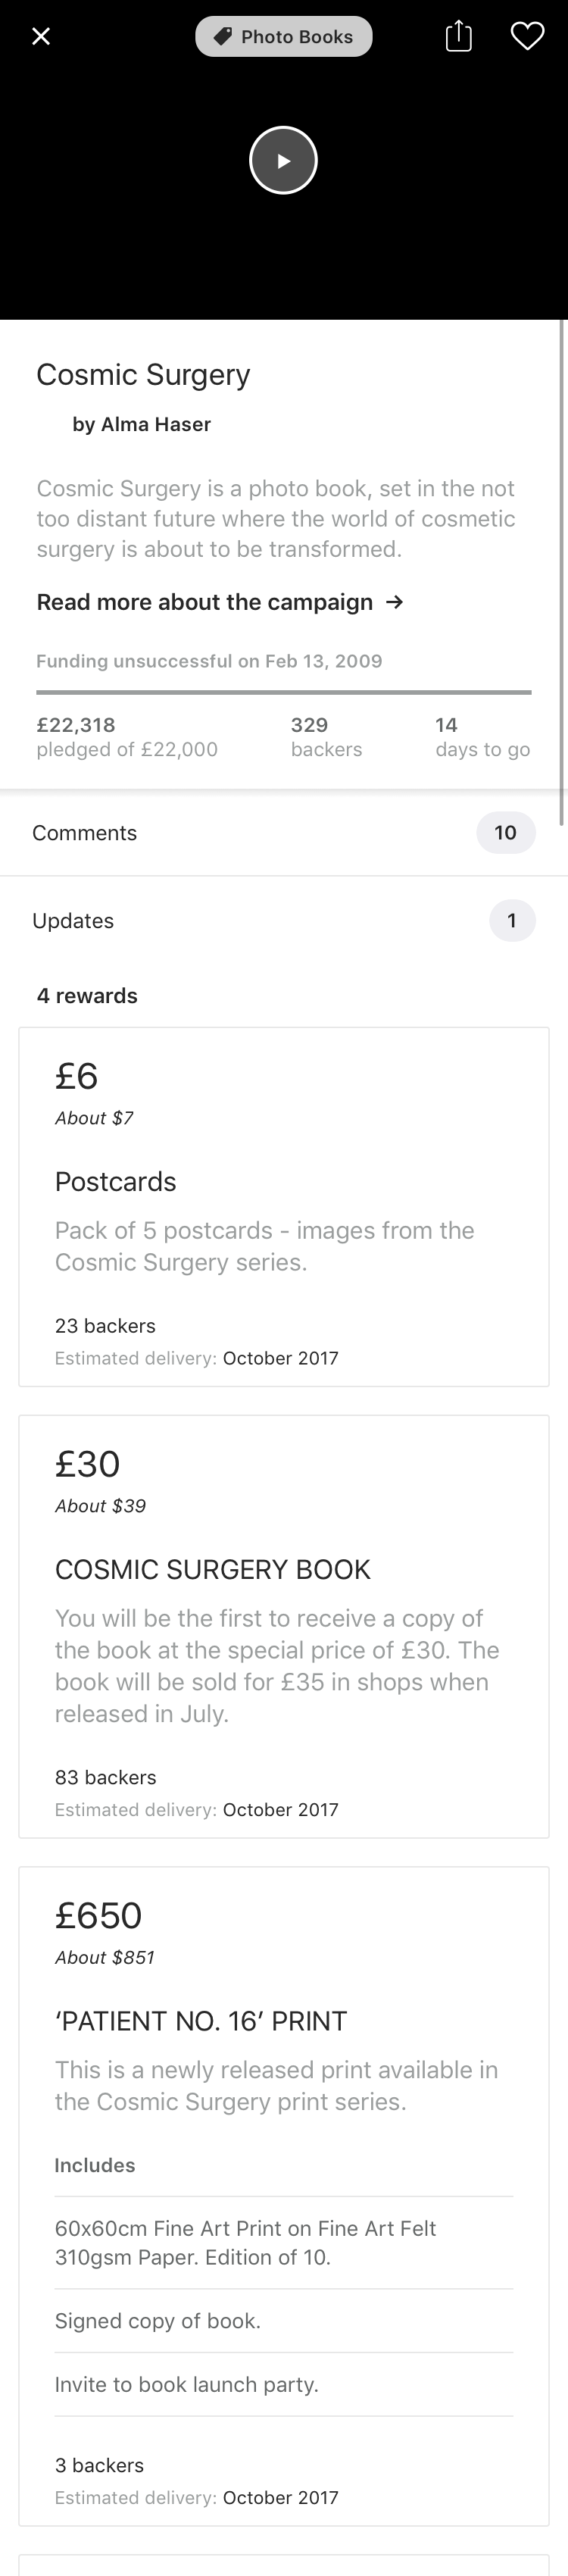 Photo Books
Cosmic Surgery
by Alma Haser
Cosmic Surgery is a photo book, set in the not
too distant future where the world of cosmetic
surgery is about to be transformed.
Read more about the campaign →
Funding unsuccessful on Feb 13, 2009
£22,318 329 14
pledged of £22,000 backers days to go
Comments 10
Updates 1
4 rewards
£6
About $7
Postcards
Pack of 5 postcards - images from the
Cosmic Surgery series.
23 backers
Estimated delivery: October 2017
£30
About $39
COSMIC SURGERY BOOK
You will be the first to receive a copy of
the book at the special price of £30. The
book will be sold for £35 in shops when
released in July.
83 backers
Estimated delivery: October 2017
£650
About $851
‘PATIENT NO. 16’ PRINT
This is a newly released print available in
the Cosmic Surgery print series.
Includes
60x60cm Fine Art Print on Fine Art Felt
310gsm Paper. Edition of 10.
Signed copy of book.
Invite to book launch party.
3 backers
Estimated delivery: October 2017